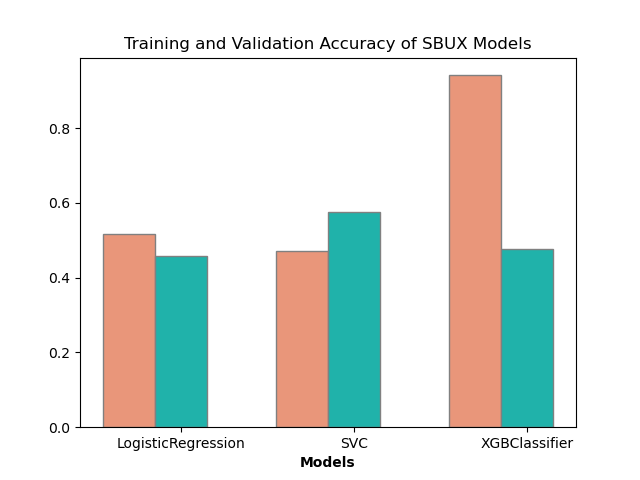 Training and Validation Accuracy of SBUX Models
0.8
0.6
0.4
0.2
0.0
LogisticRegression SVC XGBClassifier
Models